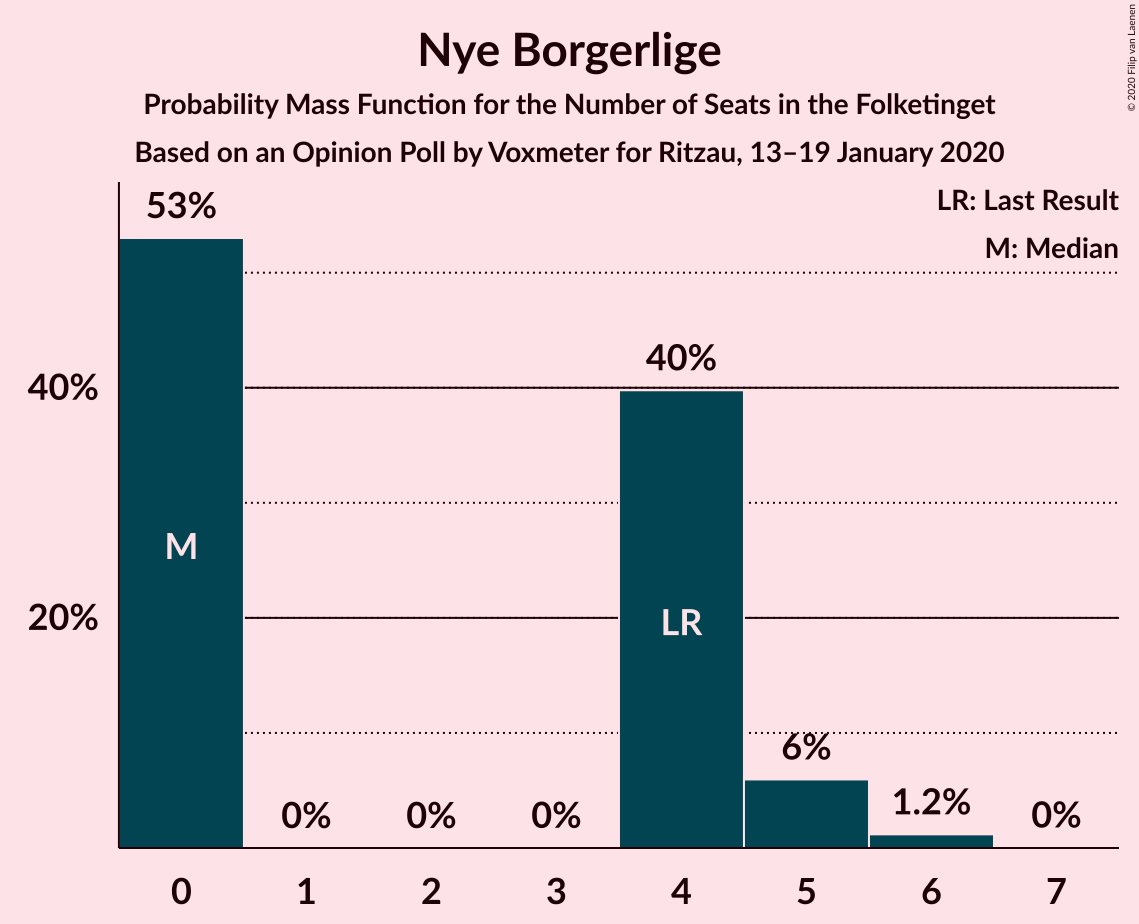 Nye Borgerlige
Probability Mass Function for the Number of Seats in the Folketinget
Based on an Opinion Poll by Voxmeter for Ritzau, 13–19 January 2020
© 2020 Filip van Laenen
LR: Last Result
M: Median
53%
40%
40%
20%
M
LR
0%
0%
0%
6%
1.2%
0%
0
1
2
3
4
5
6
7